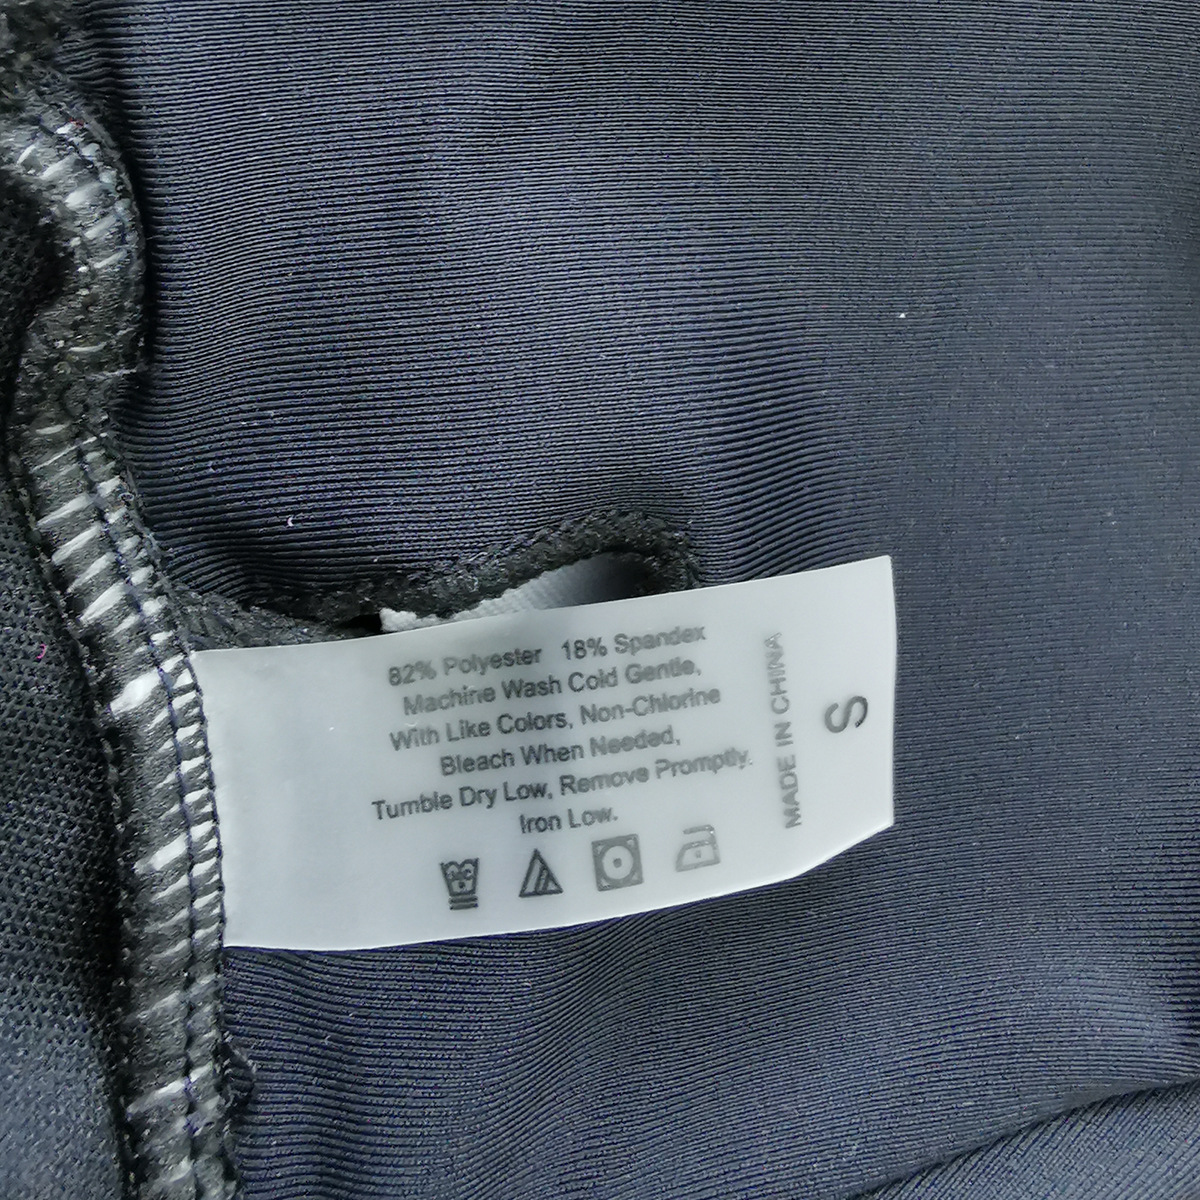 82% Polyester 18% Spandex
Machine Wash Cold Gentle,
With Like Colors, Non-Chlorine
Bleach When Needed,
Tumble Dry Low, Remove Promptly.
Iron Low.
MADE IN CHINA
S